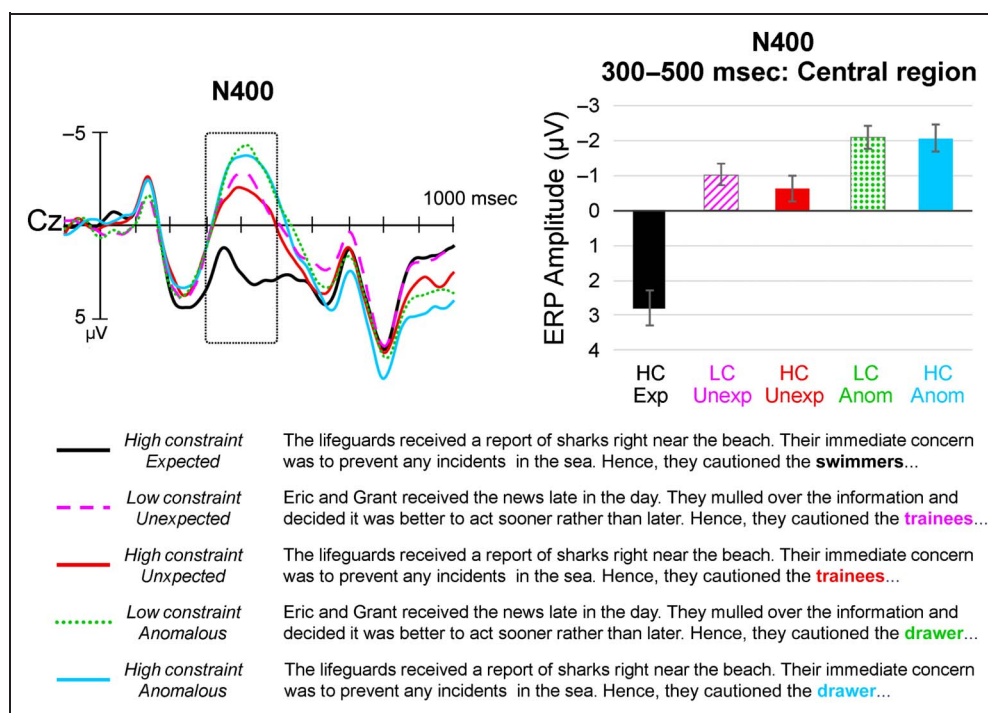 N400
−5
Cz
5
µV
1000 msec
N400
300–500 msec: Central region
ERP Amplitude (µV)
−3
−2
−1
0
1
2
3
4
HC Exp
LC Unexp
HC Unexp
LC Anom
HC Anom
High constraint Expected
The lifeguards received a report of sharks right near the beach. Their immediate concern
was to prevent any incidents in the sea. Hence, they cautioned the swimmers...
Low constraint Unexpected
Eric and Grant received the news late in the day. They mulled over the information and
decided it was better to act sooner rather than later. Hence, they cautioned the trainees...
High constraint Unxpected
The lifeguards received a report of sharks right near the beach. Their immediate concern
was to prevent any incidents in the sea. Hence, they cautioned the trainees...
Low constraint Anomalous
Eric and Grant received the news late in the day. They mulled over the information and
decided it was better to act sooner rather than later. Hence, they cautioned the drawer...
High constraint Anomalous
The lifeguards received a report of sharks right near the beach. Their immediate concern
was to prevent any incidents in the sea. Hence, they cautioned the drawer...